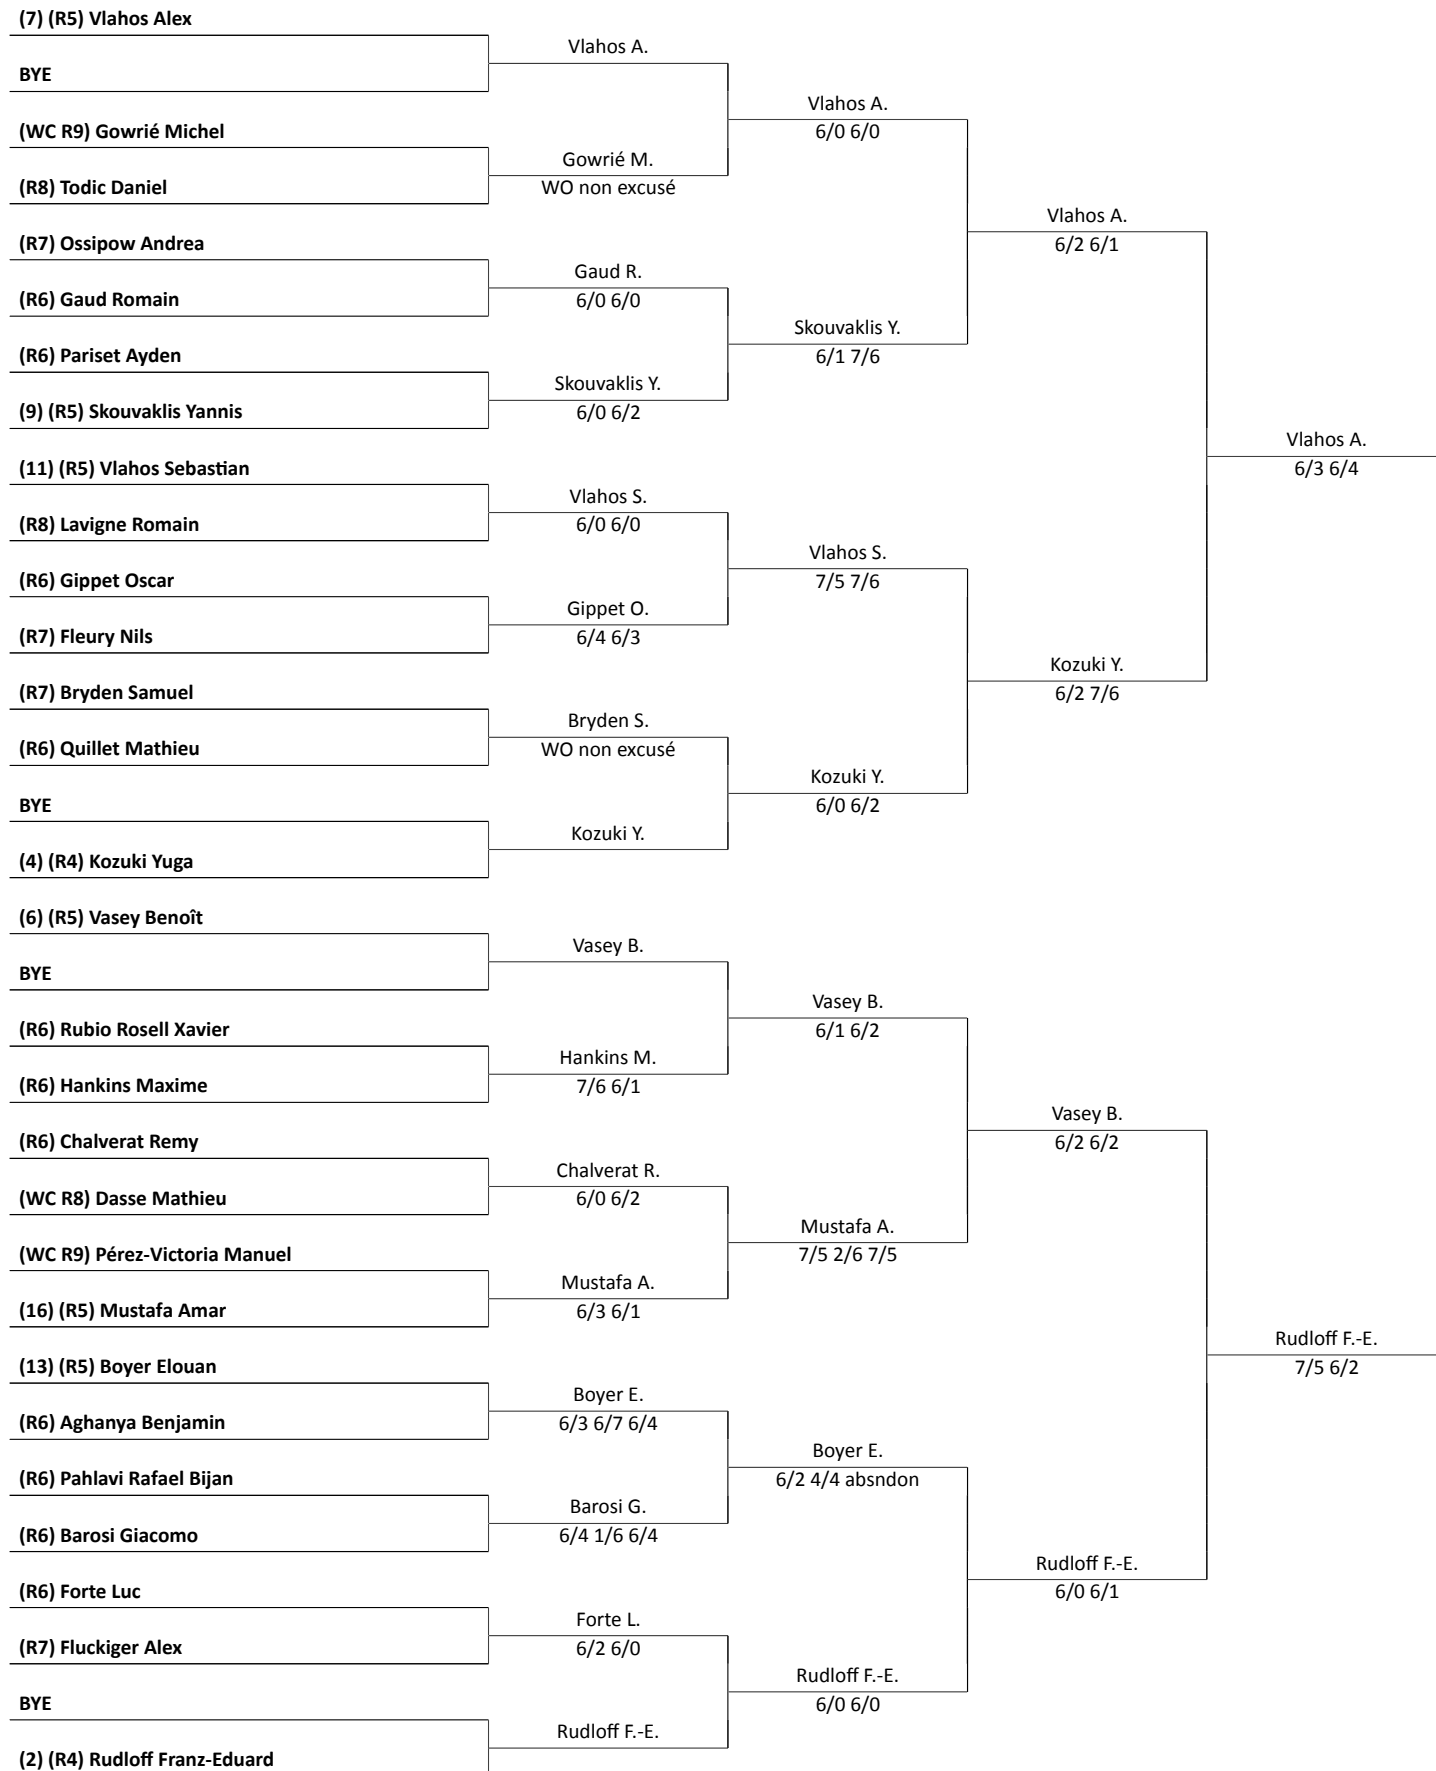 (7) (R5) Vlahos Alex
Vlahos A.
BYE
Vlahos A.
6/0 6/0
(WC R9) Gowrié Michel
Gowrié M.
WO non excusé
(R8) Todic Daniel
Vlahos A.
6/2 6/1
(R7) Ossipow Andrea
Gaud R.
6/0 6/0
(R6) Gaud Romain
Skouvaklis Y.
6/1 7/6
(R6) Pariset Ayden
Skouvaklis Y.
6/0 6/2
(9) (R5) Skouvaklis Yannis
Vlahos A.
6/3 6/4
(11) (R5) Vlahos Sebastian
Vlahos S.
6/0 6/0
(R8) Lavigne Romain
Vlahos S.
7/5 7/6
(R6) Gippet Oscar
Gippet O.
6/4 6/3
(R7) Fleury Nils
Kozuki Y.
6/2 7/6
(R7) Bryden Samuel
Bryden S.
WO non excusé
(R6) Quillet Mathieu
Kozuki Y.
6/0 6/2
BYE
Kozuki Y.
(4) (R4) Kozuki Yuga
(6) (R5) Vasey Benoît
Vasey B.
BYE
Vasey B.
6/1 6/2
(R6) Rubio Rosell Xavier
Hankins M.
7/6 6/1
(R6) Hankins Maxime
Vasey B.
6/2 6/2
(R6) Chalverat Remy
Chalverat R.
6/0 6/2
(WC R8) Dasse Mathieu
Mustafa A.
7/5 2/6 7/5
(WC R9) Pérez-Victoria Manuel
Mustafa A.
6/3 6/1
(16) (R5) Mustafa Amar
Rudloff F.-E.
7/5 6/2
(13) (R5) Boyer Elouan
Boyer E.
6/3 6/7 6/4
(R6) Aghanya Benjamin
Boyer E.
6/2 4/4 absndon
(R6) Pahlavi Rafael Bijan
Barosi G.
6/4 1/6 6/4
(R6) Barosi Giacomo
Rudloff F.-E.
6/0 6/1
(R6) Forte Luc
Forte L.
6/2 6/0
(R7) Fluckiger Alex
Rudloff F.-E.
6/0 6/0
BYE
Rudloff F.-E.
(2) (R4) Rudloff Franz-Eduard